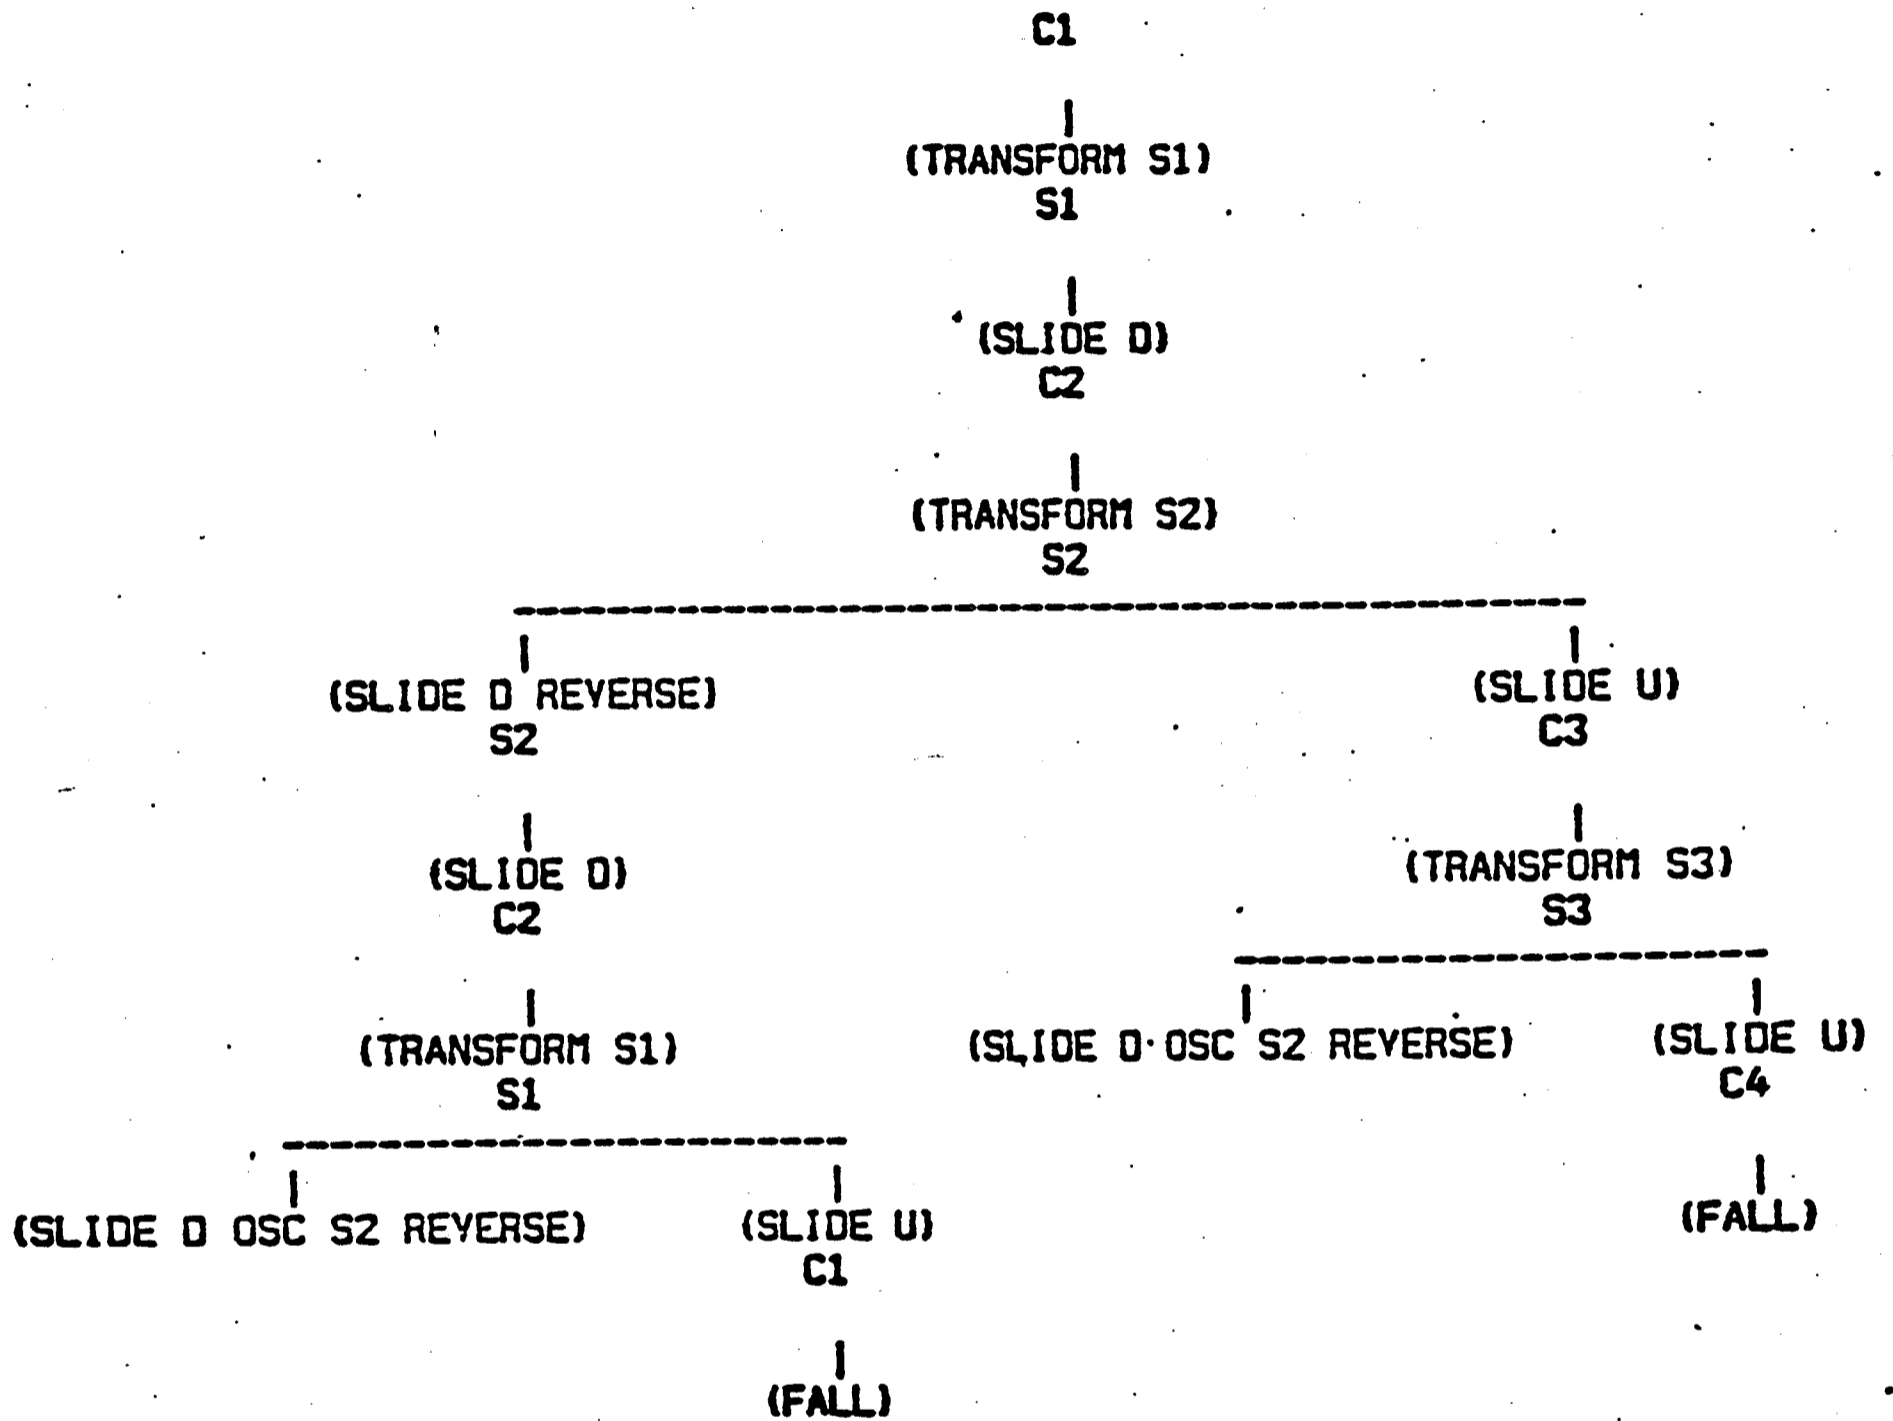 C1
(TRANSFORM S1)
S1
(SLIDE D)
C2
(TRANSFORM S2)
S2
(SLIDE D REVERSE)
S2
(SLIDE U)
C3
(SLIDE D)
C2
(TRANSFORM S3)
S3
(TRANSFORM S1)
S1
(SLIDE D OSC S2 REVERSE)
(SLIDE U)
C4
(SLIDE D OSC S2 REVERSE)
(SLIDE U)
C1
(FALL)
(FALL)